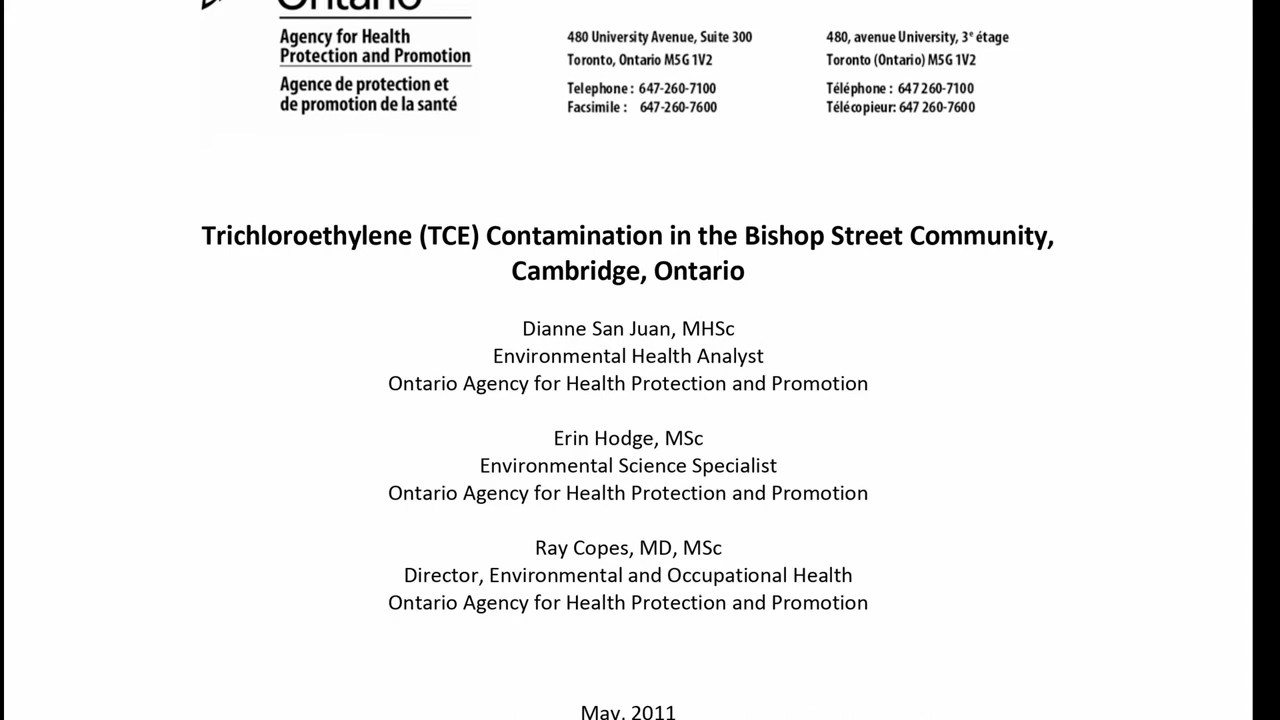 Ontario
Agency for Health
Protection and Promotion
Agence de protection et
de promotion de la santé
480 University Avenue, Suite 300
Toronto, Ontario M5G 1V2
Telephone : 647-260-7100
Facsimile : 647-260-7600
480, avenue University, 3e étage
Toronto (Ontario) M5G 1V2
Téléphone : 647 260-7100
Télécopieur: 647 260-7600
Trichloroethylene (TCE) Contamination in the Bishop Street Community,
Cambridge, Ontario
Dianne San Juan, MHSc
Environmental Health Analyst
Ontario Agency for Health Protection and Promotion
Erin Hodge, MSc
Environmental Science Specialist
Ontario Agency for Health Protection and Promotion
Ray Copes, MD, MSc
Director, Environmental and Occupational Health
Ontario Agency for Health Protection and Promotion
May, 2011